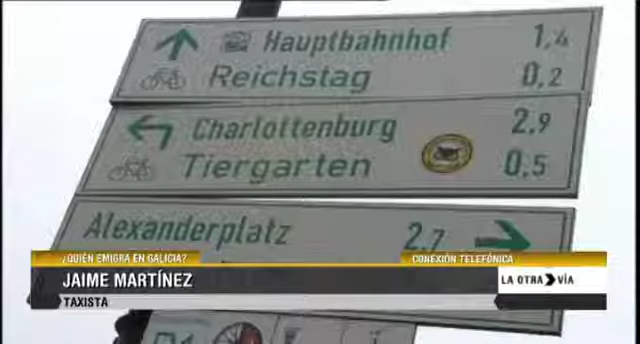 Hauptbahnhof 1,4
Reichstag 0,2
Charlottenburg 2.9
Tiergarten 0.5
Alexanderplatz 2.7
¿QUIÉN EMIGRA EN GALICIA? CONEXIÓN TELEFÓNICA
JAIME MARTÍNEZ
LA OTRA VÍA
TAXISTA